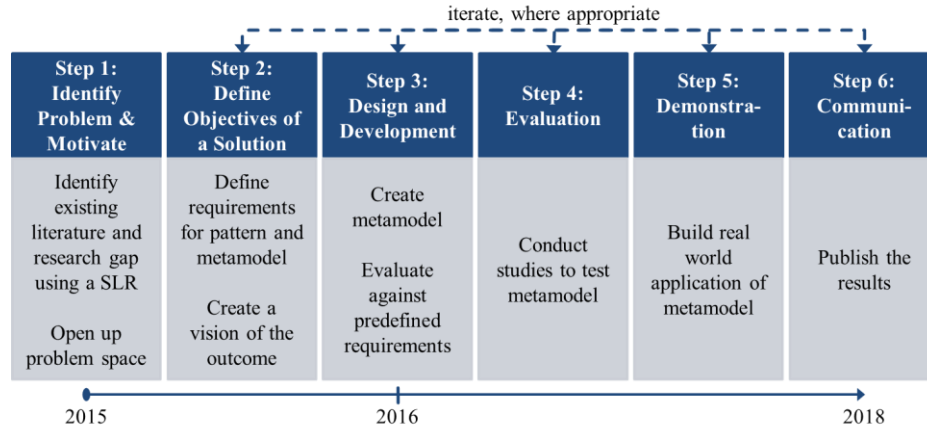 iterate, where appropriate
Step 1:
Identify
Problem &
Motivate
Step 2:
Define
Objectives of
a Solution
Step 3:
Design and
Development
Step 4:
Evaluation
Step 5:
Demonstra-
tion
Step 6:
Communi-
cation
Identify
existing
literature and
research gap
using a SLR
Open up
problem space
Define
requirements
for pattern and
metamodel
Create a
vision of the
outcome
Create
metamodel
Evaluate
against
predefined
requirements
Conduct
studies to test
metamodel
Build real
world
application of
metamodel
Publish the
results
2015
2016
2018